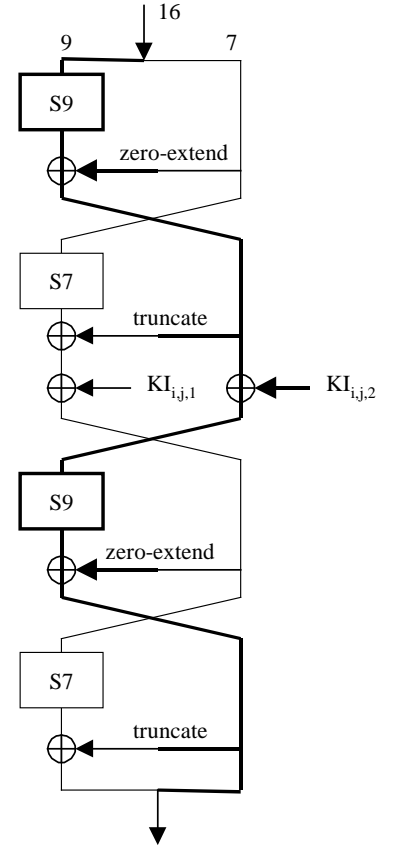 16
9 7
S9
zero-extend
S7
truncate
KI_{i,j,1} KI_{i,j,2}
S9
zero-extend
S7
truncate